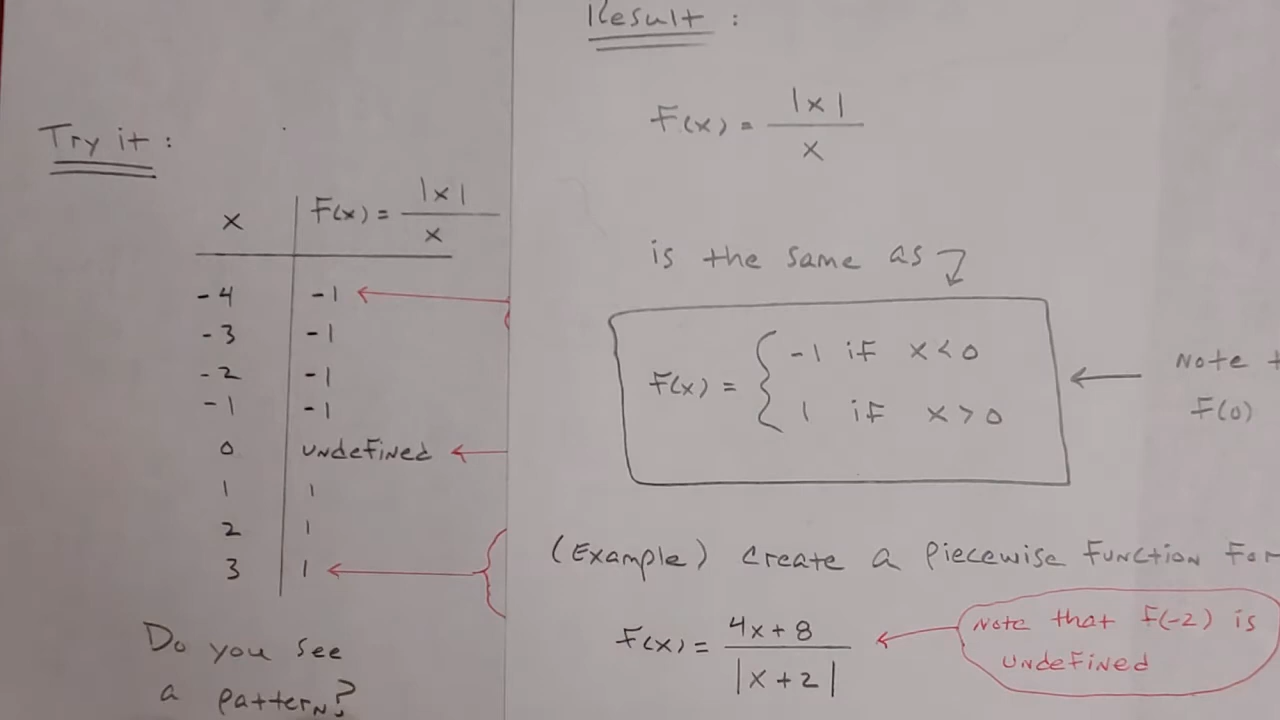 Try it:
x F(x) = |x| / x
-4 -1
-3 -1
-2 -1
-1 -1
0 undefined
1 1
2 1
3 1
Do you see
a pattern?
Result:
F(x) = |x| / x
is the same as
F(x) = { -1 if x < 0
1 if x > 0
Note
F(0)
(Example) Create a Piecewise Function For
F(x) = 4x+8 / |x+2|
Note that F(-2) is
undefined